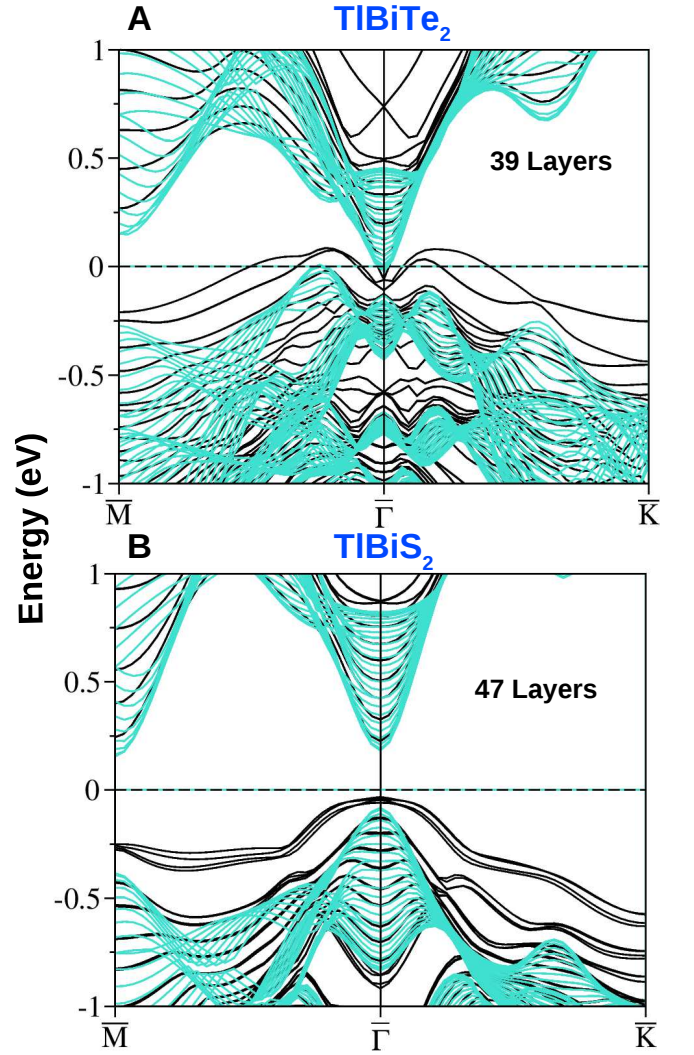 A TlBiTe₂
1
0.5
39 Layers
0
-0.5
-1
M̅ Γ̅ K̅
Energy (eV)
B TlBiS₂
1
0.5
47 Layers
0
-0.5
-1
M̅ Γ̅ K̅